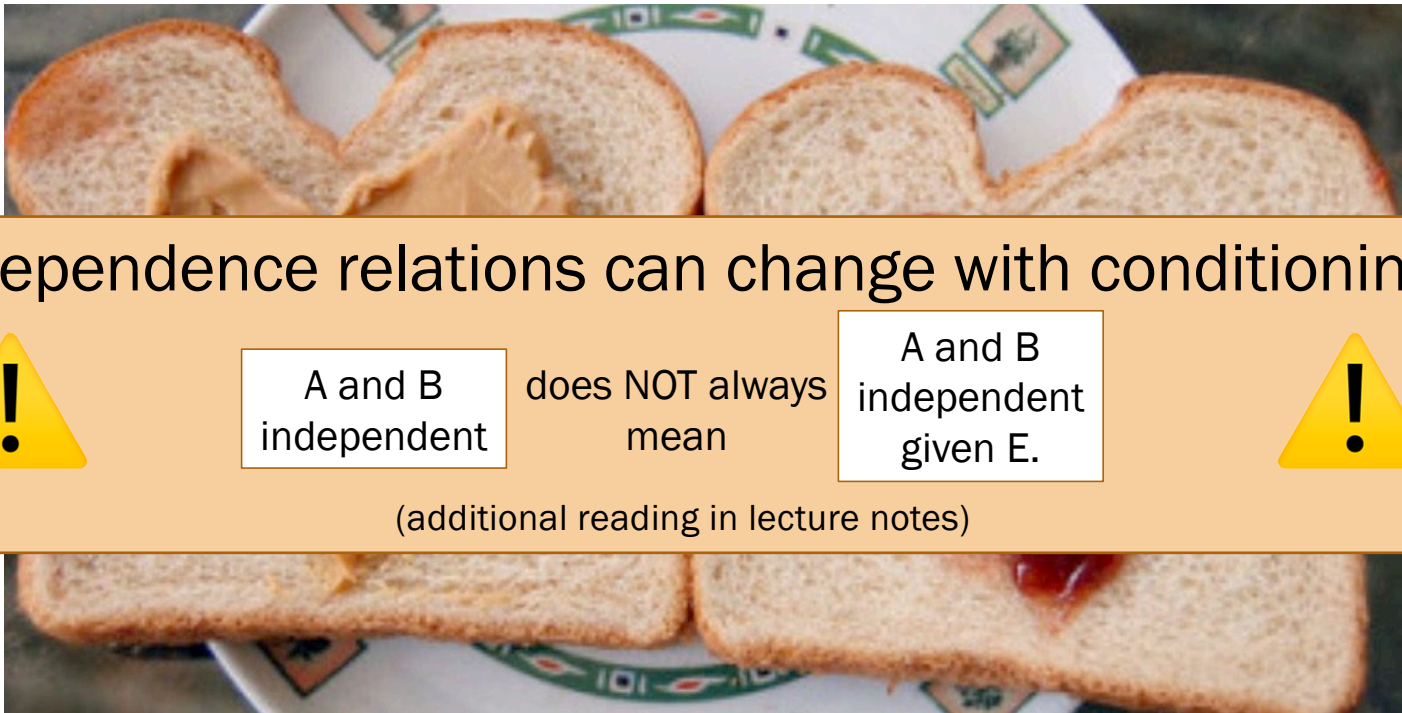 ependence relations can change with conditionin
A and B
independent
does NOT always
mean
A and B
independent
given E.
(additional reading in lecture notes)